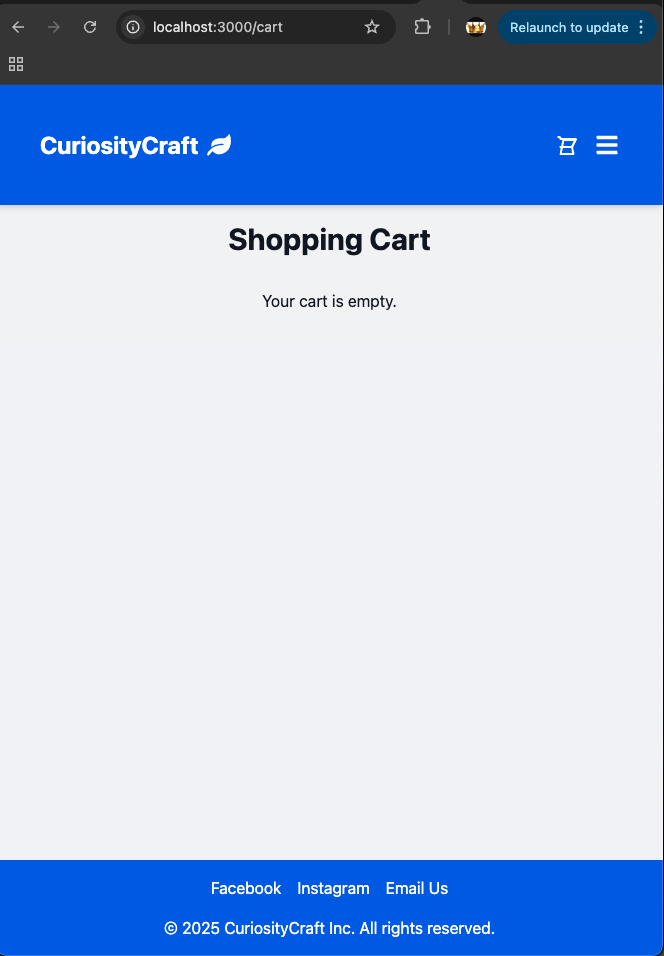 localhost:3000/cart
Relaunch to update
CuriosityCraft
Shopping Cart
Your cart is empty.
Facebook Instagram Email Us
© 2025 CuriosityCraft Inc. All rights reserved.